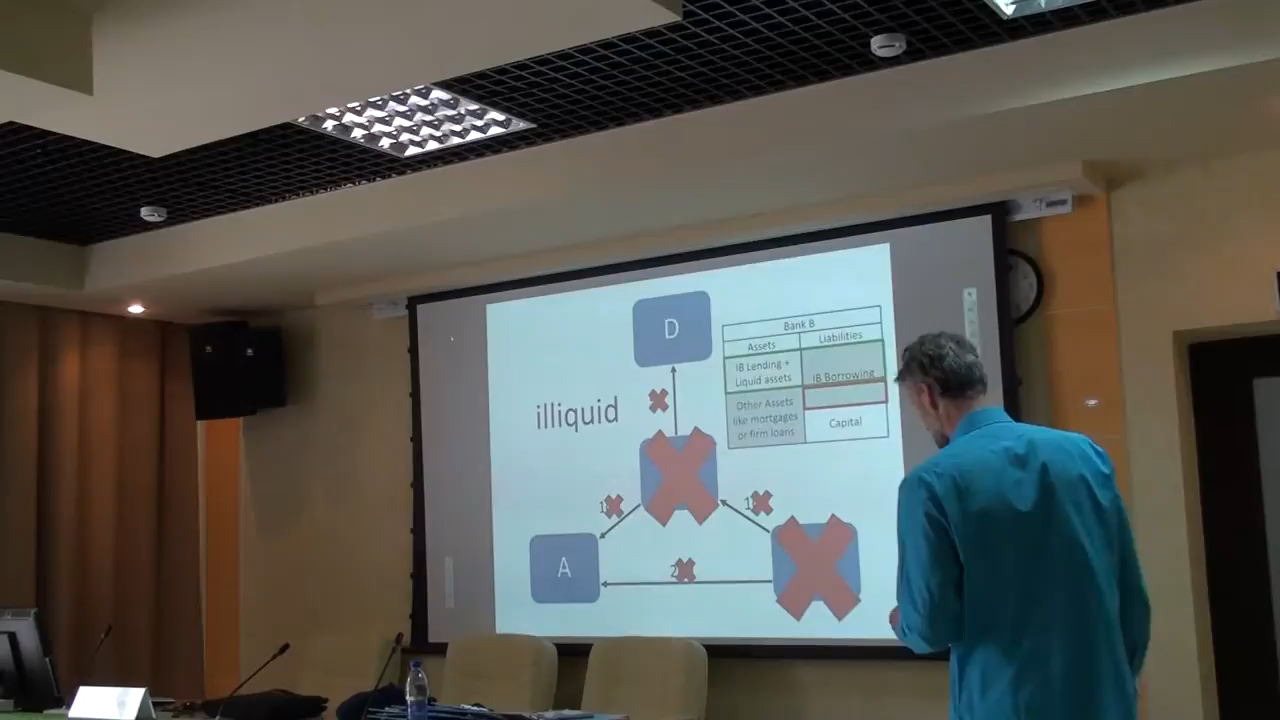 D
Bank B
Assets
Liabilities
IB Lending +
Liquid assets
IB Borrowing
Other Assets
like mortgages
or firm loans
Capital
illiquid
1
1
A
2